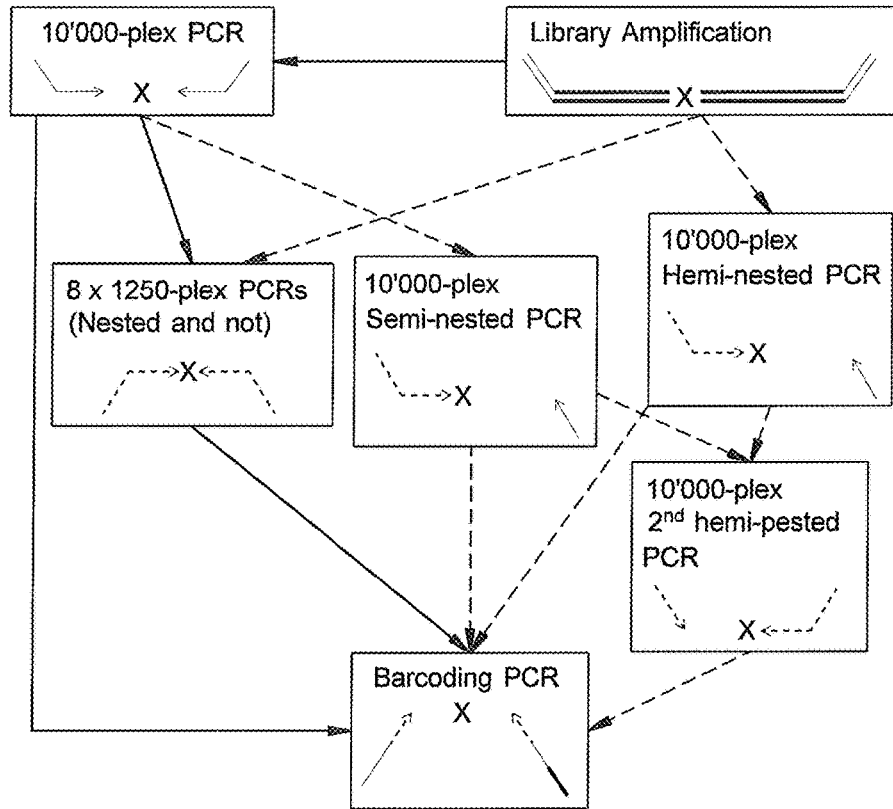 10'000-plex PCR
X
Library Amplification
X
8 x 1250-plex PCRs
(Nested and not)
X
10'000-plex
Semi-nested PCR
X
10'000-plex
Hemi-nested PCR
X
10'000-plex
2nd hemi-pested
PCR
X
Barcoding PCR
X